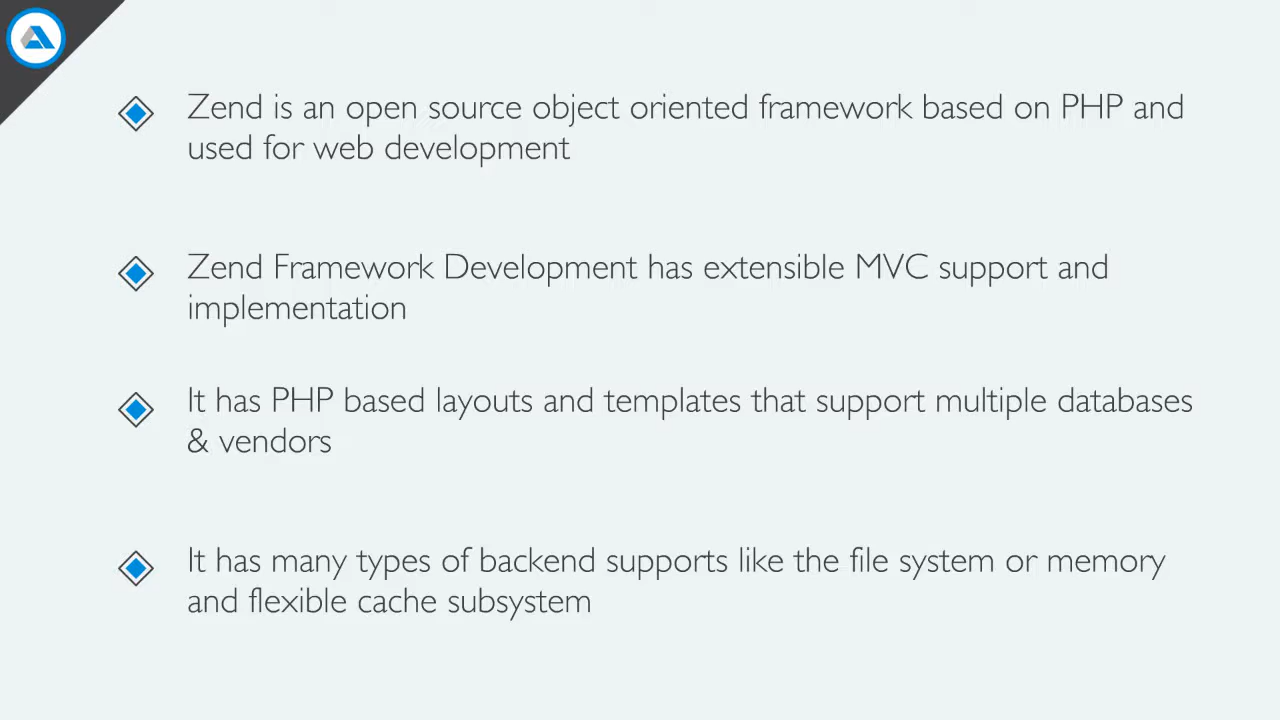 Zend is an open source object oriented framework based on PHP and
used for web development
Zend Framework Development has extensible MVC support and
implementation
It has PHP based layouts and templates that support multiple databases
& vendors
It has many types of backend supports like the file system or memory
and flexible cache subsystem